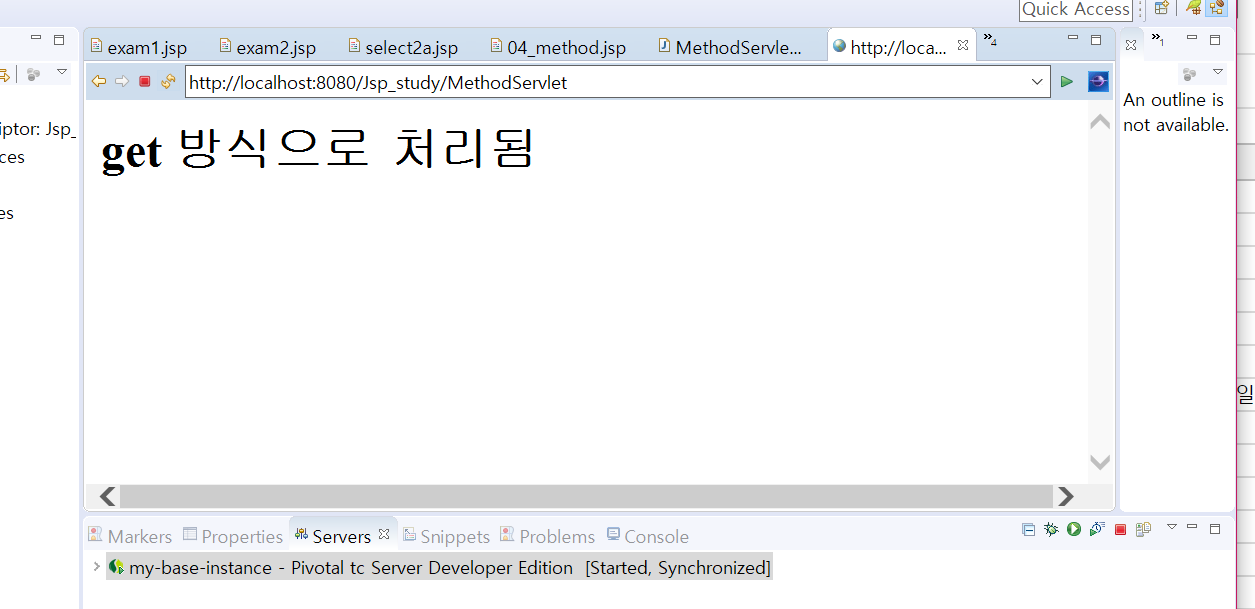 Quick Access
exam1.jsp exam2.jsp select2a.jsp 04_method.jsp MethodServle... http://loca... »4 »1
http://localhost:8080/Jsp_study/MethodServlet
An outline is
not available.
iptor: Jsp_
ces
es
get 방식으로 처리됨
일
Markers Properties Servers Snippets Problems Console
my-base-instance - Pivotal tc Server Developer Edition [Started, Synchronized]